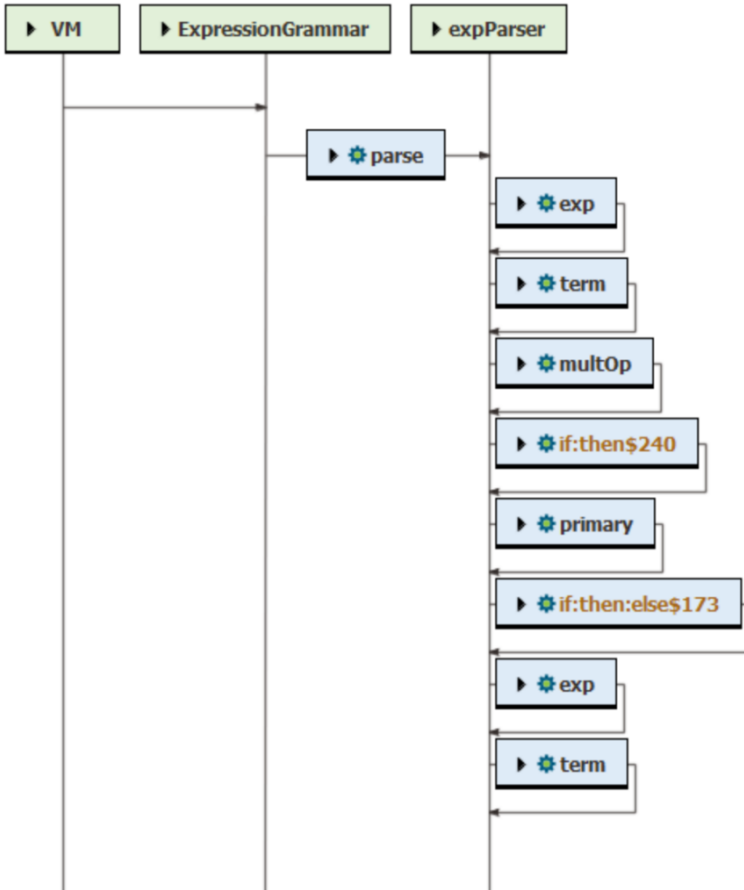 VM
ExpressionGrammar
expParser
parse
exp
term
multOp
if:then$240
primary
if:then:else$173
exp
term